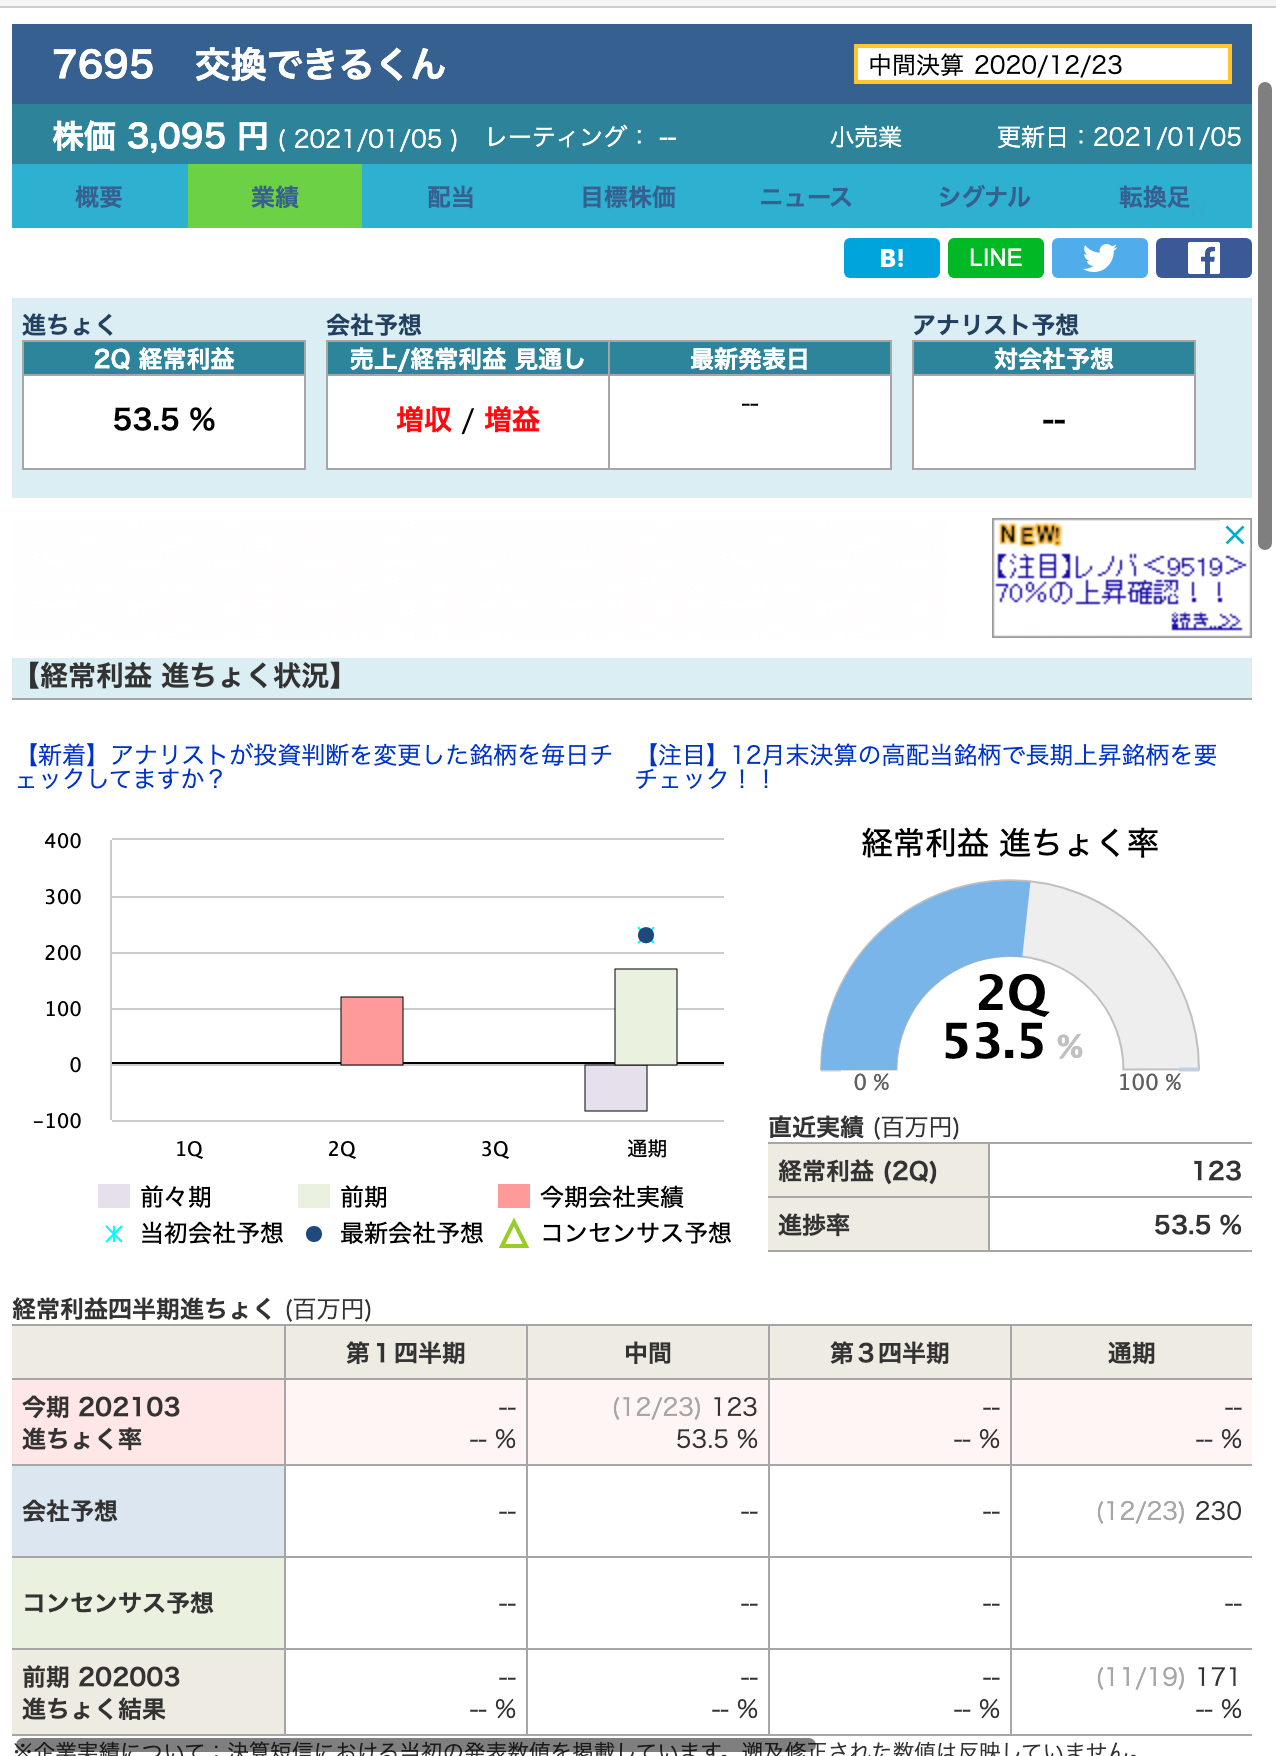 7695　交換できるくん
中間決算 2020/12/23
株価 3,095 円 ( 2021/01/05 )　レーティング： --　小売業　更新日：2021/01/05
概要　業績　配当　目標株価　ニュース　シグナル　転換足
B!　LINE
進ちょく　会社予想　アナリスト予想
2Q 経常利益　売上/経常利益 見通し　最新発表日　対会社予想
53.5 %　増収 / 増益　--　--
NEW!
【注目】レノバ<9519>
70%の上昇確認！！
続き..>>
【経常利益 進ちょく状況】
【新着】アナリストが投資判断を変更した銘柄を毎日チ
ェックしてますか？
【注目】12月末決算の高配当銘柄で長期上昇銘柄を要
チェック！！
400
300
200
100
0
-100
1Q　2Q　3Q　通期
前々期　前期　今期会社実績
当初会社予想　最新会社予想　コンセンサス予想
経常利益 進ちょく率
2Q
53.5 %
0 %　100 %
直近実績 (百万円)
経常利益 (2Q)　123
進捗率　53.5 %
経常利益四半期進ちょく (百万円)
第１四半期　中間　第３四半期　通期
今期 202103　--　(12/23) 123　--　--
進ちょく率　-- %　53.5 %　-- %　-- %
会社予想　--　--　--　(12/23) 230
コンセンサス予想　--　--　--　--
前期 202003　--　--　--　(11/19) 171
進ちょく結果　-- %　-- %　-- %　-- %
※企業実績について：決算短信における当初の発表数値を掲載しています。遡及修正された数値は反映していません。